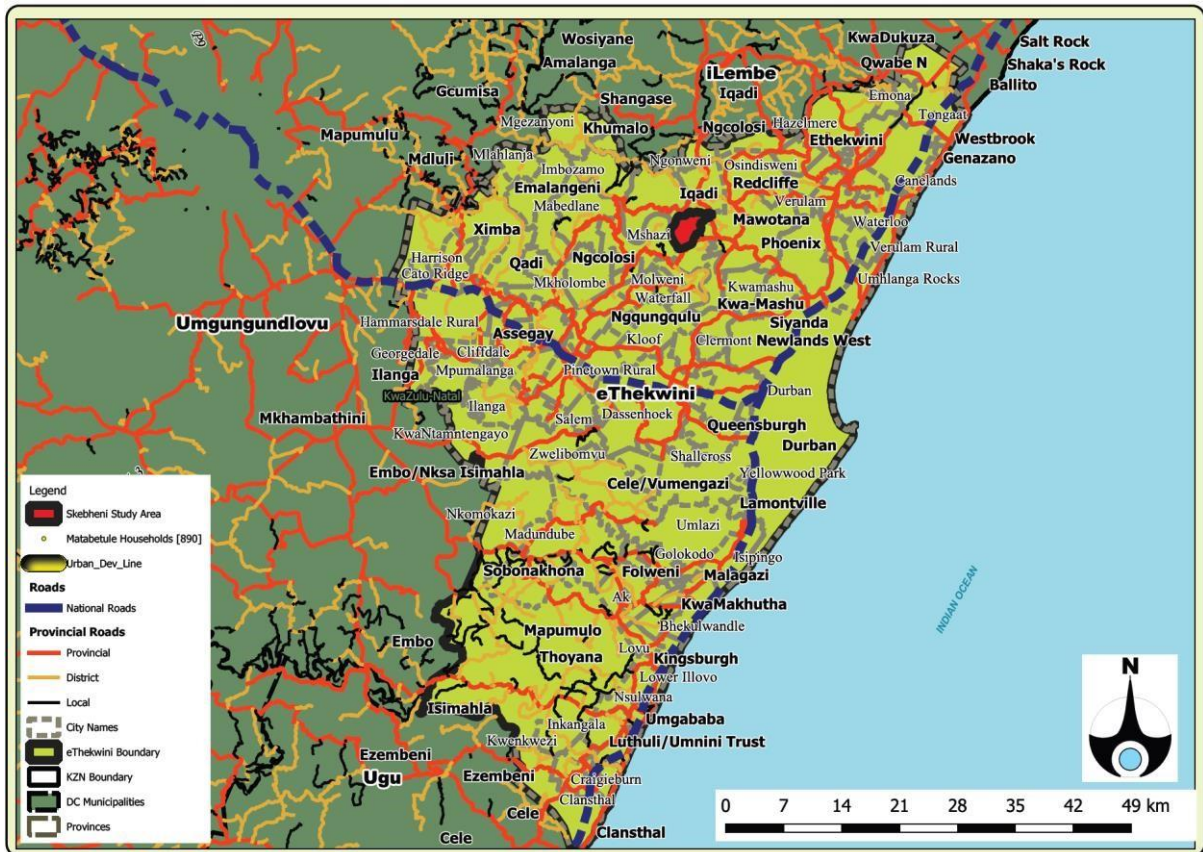 Wosiyane
KwaDukuza
Salt Rock
Amalanga
Qwabe N
Shaka's Rock
iLembe
Ballito
Gcumisa
Iqadi
Emona
Shangase
Mgezanyoni
Khumalo
Ngcolosi
Hazelmere
Tongaat
Mapumulo
Ethekwini
Westbrook
Mdluli
Mlahlanja
Ngonweni
Osindisweni
Genazano
Imbozamo
Redcliffe
Canelands
Emalangeni
Iqadi
Verulam
Mabedlane
Mawotana
Waterloo
Ximba
Mshazi
Phoenix
Verulam Rural
Harrison
Qadi
Ngcolosi
Cato Ridge
Mkholombe
Molweni
Kwamashu
Umhlanga Rocks
Waterfall
Kwa-Mashu
Umgungundlovu
Hammarsdale Rural
Ngqungqulu
Siyanda
Assegay
Kloof
Clermont
Newlands West
Georgedale
Cliffdale
Ilanga
Mpumalanga
Pinetown Rural
KwaZulu-Natal
eThekwini
Durban
Mkhambathini
Ilanga
Salem
Dassenhoek
KwaNtamntengayo
Queensburgh
Durban
Zwelibomvu
Shallcross
Embo/Nksa Isimahla
Yellowwood Park
Cele/Vumengazi
Lamontville
Nkomokazi
Madundube
Umlazi
Golokodo
Isipingo
Sobonakhona
Folweni
Malagazi
Ak
KwaMakhutha
Embo
Mapumulo
Bhekulwandle
Thoyana
Lovu
Kingsburgh
Lower Illovo
Isimahla
Nsulwana
Inkangala
Umgababa
Kwenkwezi
Luthuli/Umnini Trust
Ezembeni
Ugu
Ezembeni
Craigieburn
Clansthal
Cele
Clansthal
Cele
INDIAN OCEAN
Legend
Skebheni Study Area
Matabetule Households [890]
Urban_Dev_Line
Roads
National Roads
Provincial Roads
Provincial
District
Local
City Names
eThekwini Boundary
KZN Boundary
DC Municipalities
Provinces
N
0 7 14 21 28 35 42 49 km